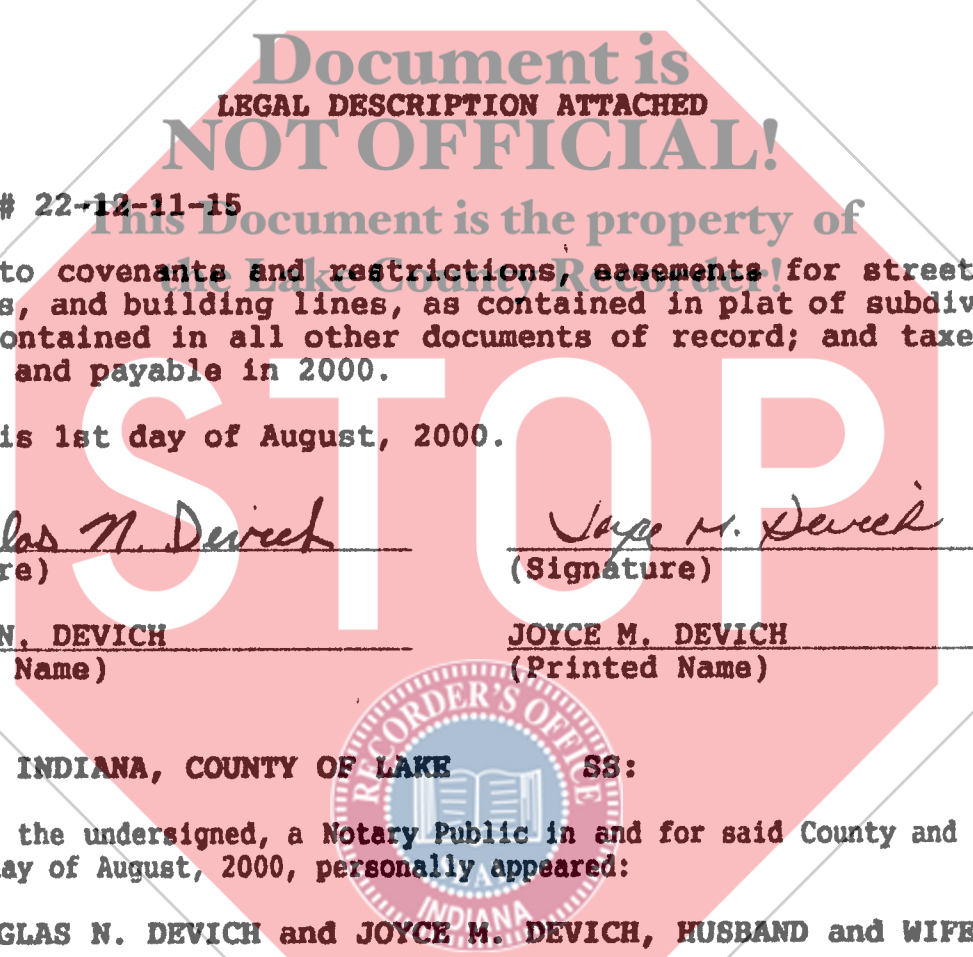 Document is
LEGAL DESCRIPTION ATTACHED
NOT OFFICIAL!
# 22-12-11-15
This Document is the property of
to covenants and restrictions, easements for street
the Lake County Recorder!
s, and building lines, as contained in plat of subdiv
ontained in all other documents of record; and taxe
and payable in 2000.
STOP
is 1st day of August, 2000.
las N. Devich
Joyce M. Devich
re)
(Signature)
N. DEVICH
JOYCE M. DEVICH
Name)
(Printed Name)
RECORDER'S OFFICE
INDIANA, COUNTY OF LAKE SS:
the undersigned, a Notary Public in and for said County and
ay of August, 2000, personally appeared:
INDIANA
GLAS N. DEVICH and JOYCE M. DEVICH, HUSBAND and WIFE